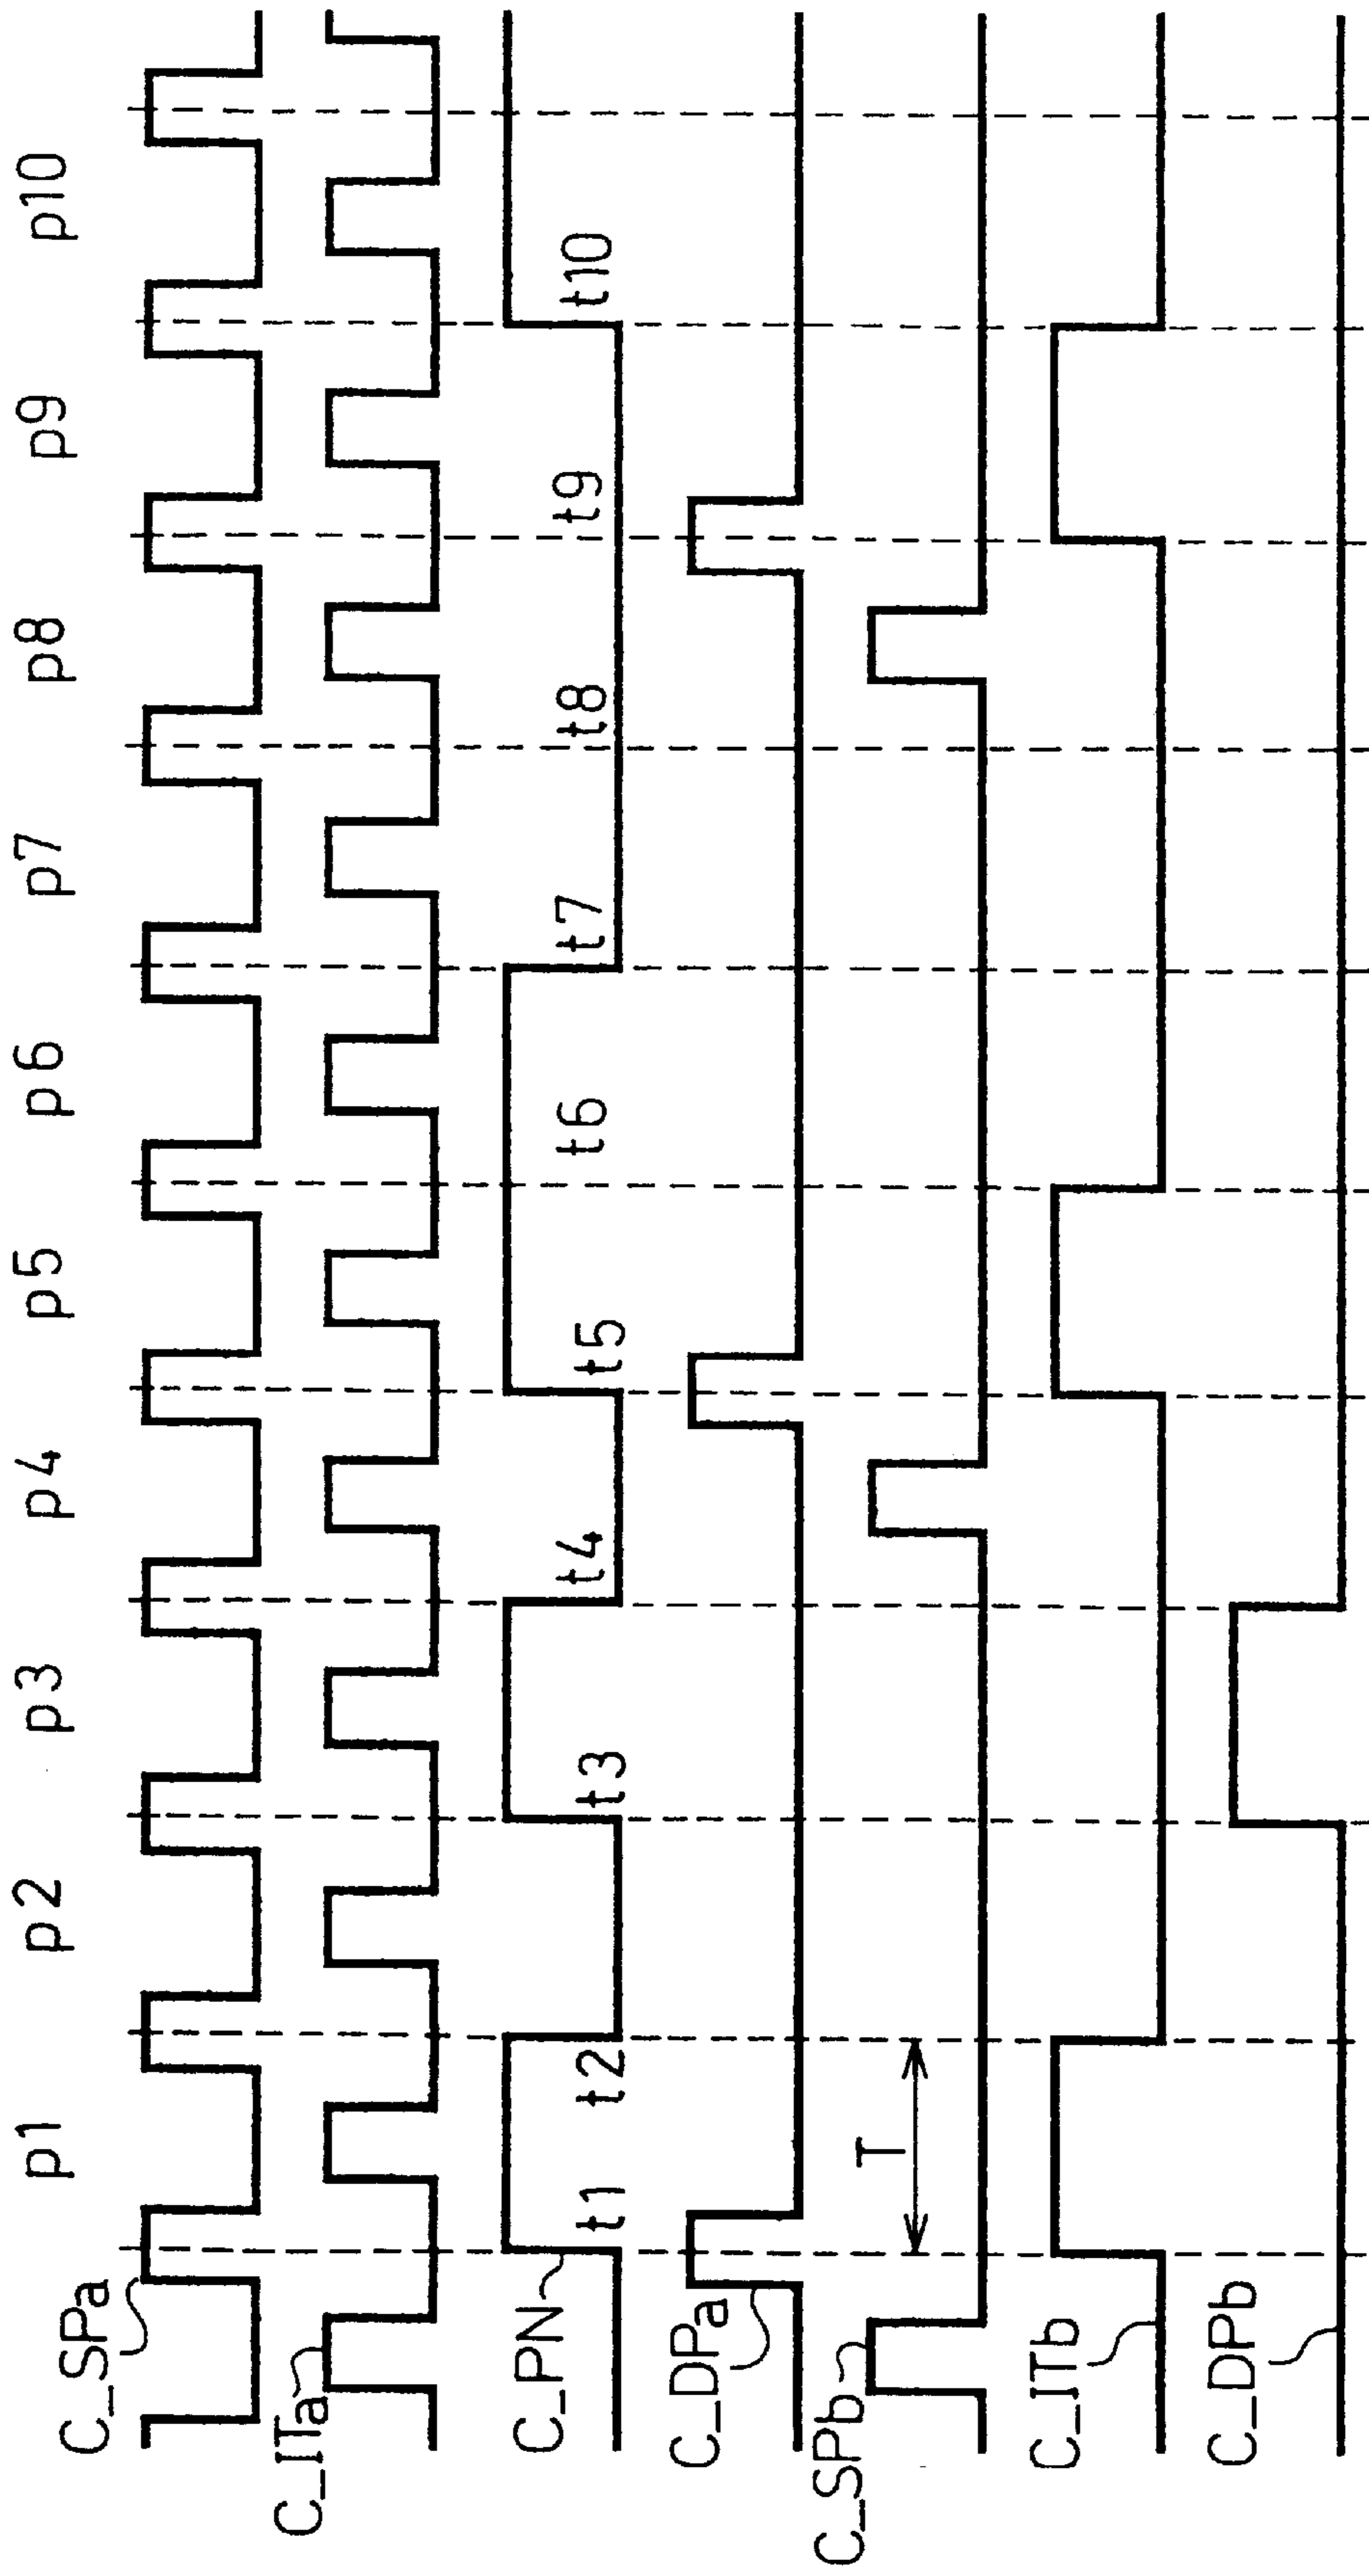 p1 p2 p3 p4 p5 p6 p7 p8 p9 p10
C_SPa
C_ITa
C_PN
t1 t2 t3 t4 t5 t6 t7 t8 t9 t10
C_DPa
C_SPb
T
C_ITb
C_DPb